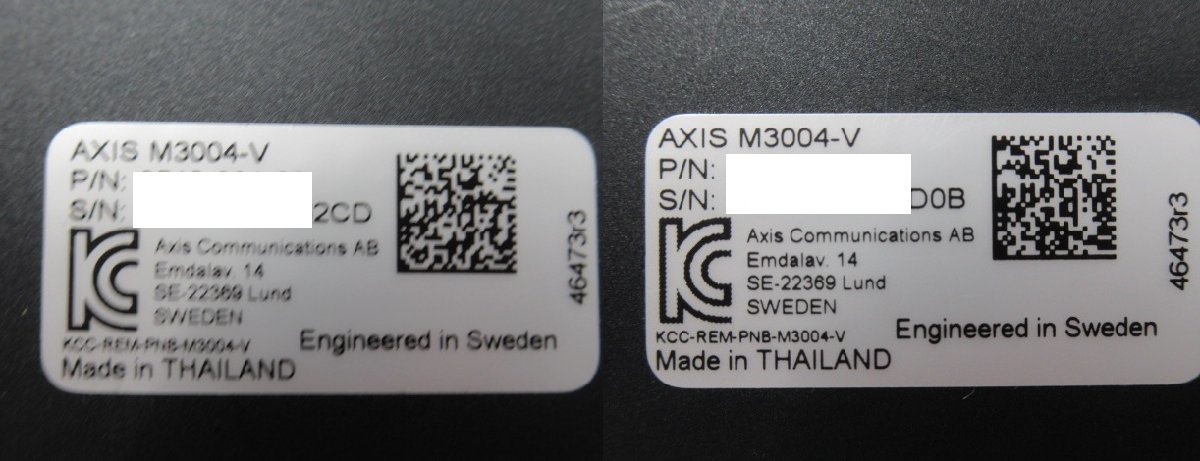 AXIS M3004-V
P/N:
S/N: 2CD
Axis Communications AB
Emdalav. 14
SE-22369 Lund
SWEDEN
KCC-REM-PNB-M3004-V
Engineered in Sweden
Made in THAILAND
46473r3
AXIS M3004-V
P/N:
S/N: D0B
Axis Communications AB
Emdalav. 14
SE-22369 Lund
SWEDEN
KCC-REM-PNB-M3004-V
Engineered in Sweden
Made in THAILAND
46473r3